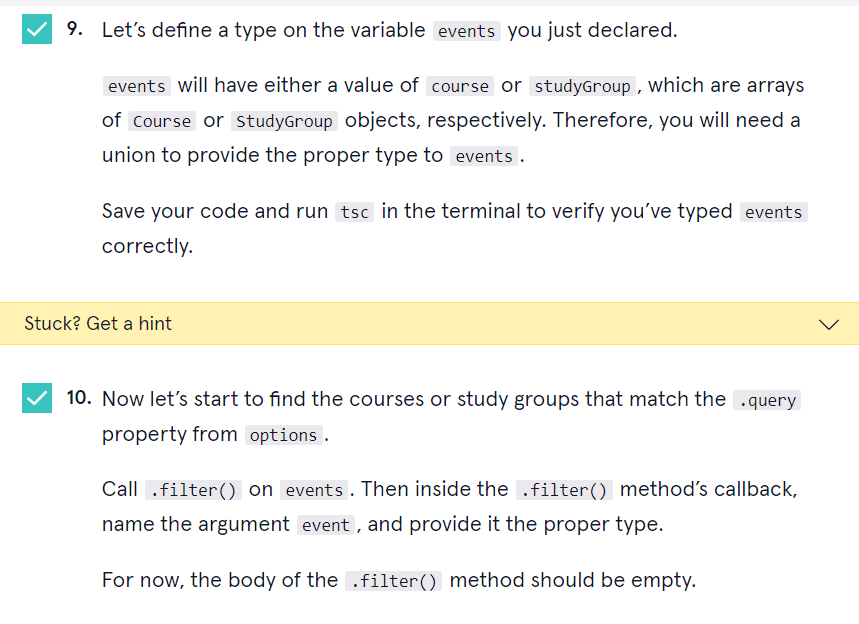 9. Let’s define a type on the variable events you just declared.
events will have either a value of course or studyGroup, which are arrays
of Course or StudyGroup objects, respectively. Therefore, you will need a
union to provide the proper type to events.
Save your code and run tsc in the terminal to verify you’ve typed events
correctly.
Stuck? Get a hint
10. Now let’s start to find the courses or study groups that match the .query
property from options.
Call .filter() on events. Then inside the .filter() method’s callback,
name the argument event, and provide it the proper type.
For now, the body of the .filter() method should be empty.